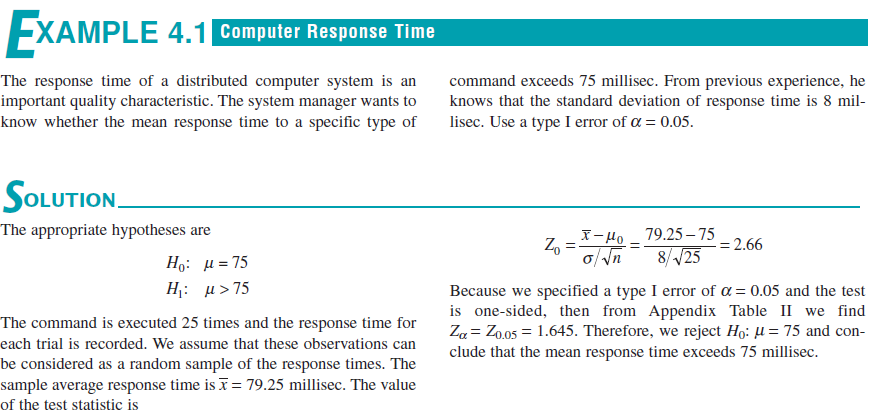 EXAMPLE 4.1 Computer Response Time
The response time of a distributed computer system is an
important quality characteristic. The system manager wants to
know whether the mean response time to a specific type of
command exceeds 75 millisec. From previous experience, he
knows that the standard deviation of response time is 8 mil-
lisec. Use a type I error of α = 0.05.
SOLUTION
The appropriate hypotheses are
H₀: μ = 75
H₁: μ > 75
The command is executed 25 times and the response time for
each trial is recorded. We assume that these observations can
be considered as a random sample of the response times. The
sample average response time is x̄ = 79.25 millisec. The value
of the test statistic is
Z₀ = (x̄ − μ₀)/(σ/√n) = (79.25 − 75)/(8/√25) = 2.66
Because we specified a type I error of α = 0.05 and the test
is one-sided, then from Appendix Table II we find
Zα = Z₀.₀₅ = 1.645. Therefore, we reject H₀: μ = 75 and con-
clude that the mean response time exceeds 75 millisec.